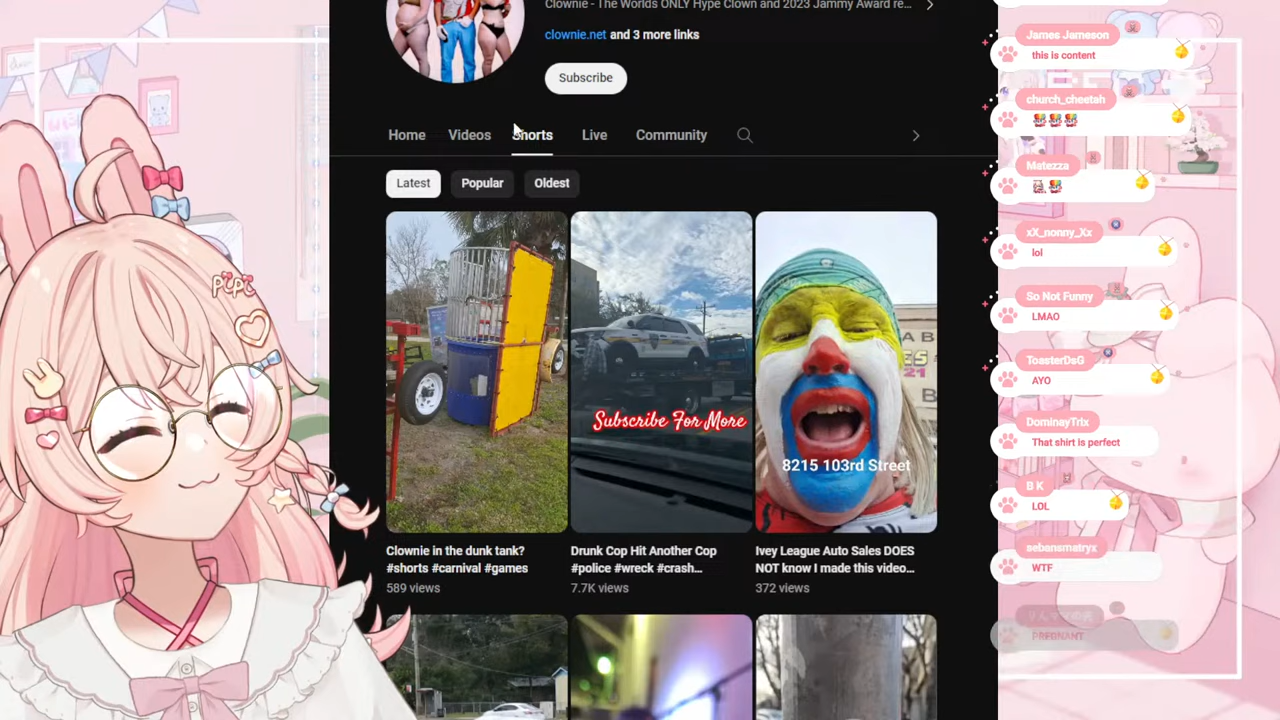 Clownie - The Worlds ONLY Hype Clown and 2023 Jammy Award re...
clownie.net and 3 more links
Subscribe
Home Videos Shorts Live Community
Latest Popular Oldest
Subscribe For More
8215 103rd Street
Clownie in the dunk tank?
#shorts #carnival #games
589 views
Drunk Cop Hit Another Cop
#police #wreck #crash...
7.7K views
Ivey League Auto Sales DOES
NOT know I made this video...
372 views
pipi
James Jameson
this is content
church_cheetah
Matezza
xX_nonny_Xx
lol
So Not Funny
LMAO
ToasterDsG
AYO
DominayTrix
That shirt is perfect
B K
LOL
sebansmatryx
WTF
PREGNANT